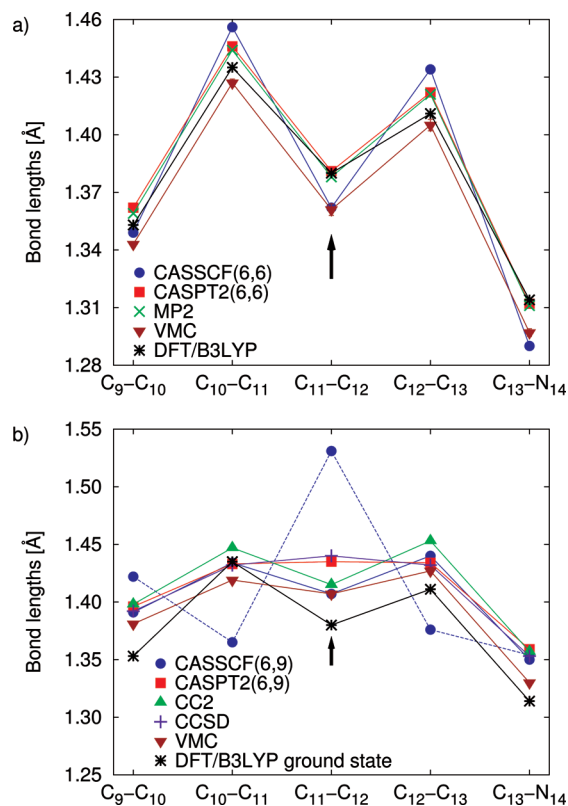 a)
1.46
1.43
1.40
1.37
1.34
1.31
1.28
Bond lengths [Å]
CASSCF(6,6)
CASPT2(6,6)
MP2
VMC
DFT/B3LYP
C₉–C₁₀ C₁₀–C₁₁ C₁₁–C₁₂ C₁₂–C₁₃ C₁₃–N₁₄
b)
1.55
1.50
1.45
1.40
1.35
1.30
1.25
Bond lengths [Å]
CASSCF(6,9)
CASPT2(6,9)
CC2
CCSD
VMC
DFT/B3LYP ground state
C₉–C₁₀ C₁₀–C₁₁ C₁₁–C₁₂ C₁₂–C₁₃ C₁₃–N₁₄